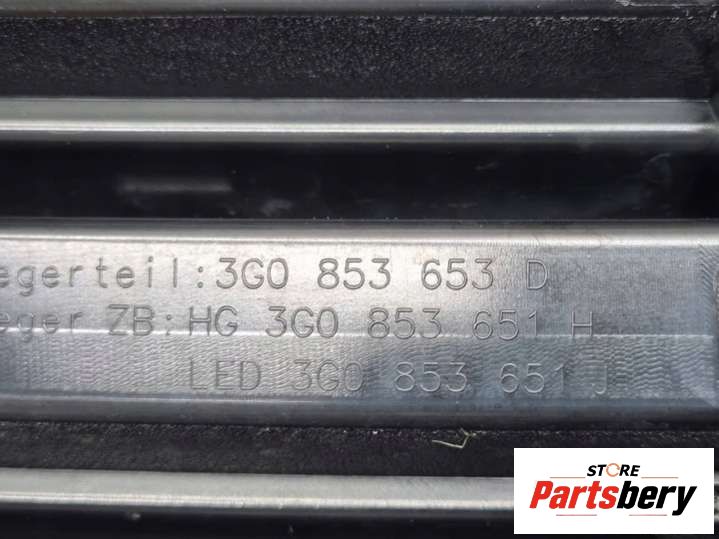 egerteil: 3G0 853 653 D
eger ZB: HG 3G0 853 651 H
LED 3G0 853 651 J
STORE
Partsbery